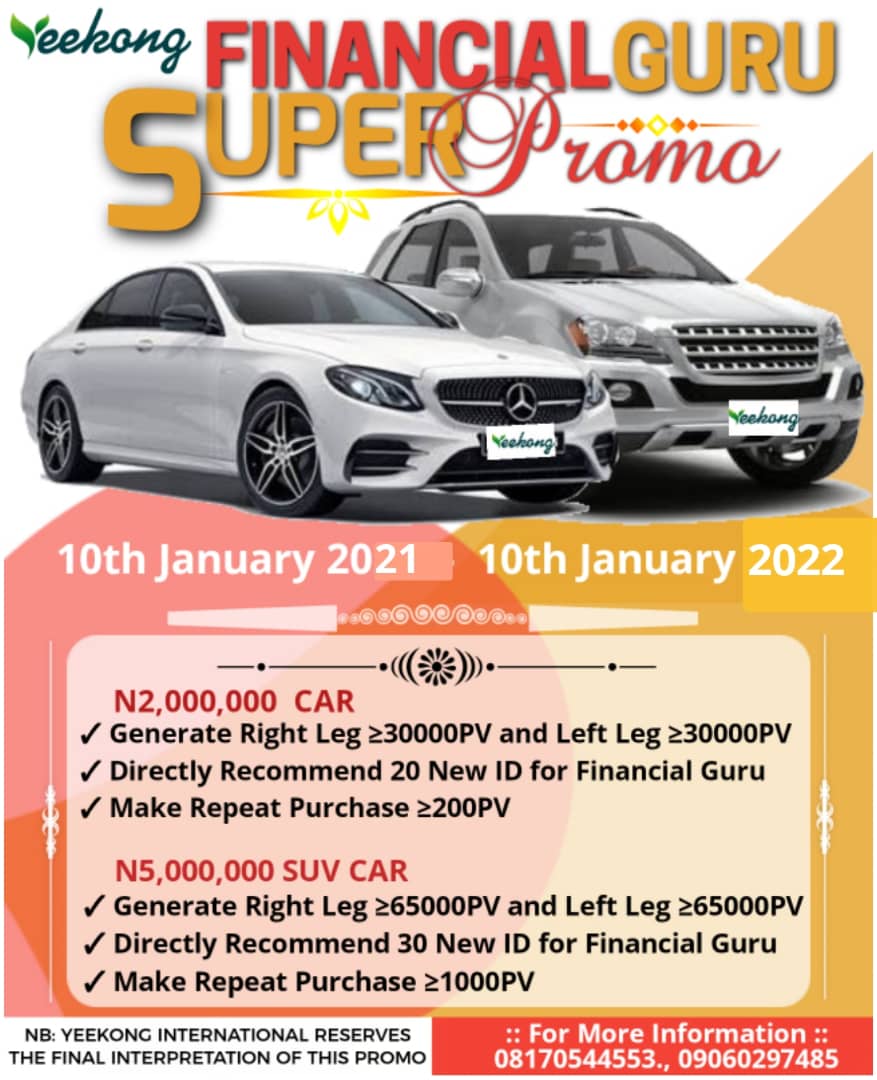 Yeekong
FINANCIALGURU
SUPER Promo
Yeekong
Yeekong
10th January 2021 - 10th January 2022
N2,000,000 CAR
✓ Generate Right Leg ≥30000PV and Left Leg ≥30000PV
✓ Directly Recommend 20 New ID for Financial Guru
✓ Make Repeat Purchase ≥200PV
N5,000,000 SUV CAR
✓ Generate Right Leg ≥65000PV and Left Leg ≥65000PV
✓ Directly Recommend 30 New ID for Financial Guru
✓ Make Repeat Purchase ≥1000PV
NB: YEEKONG INTERNATIONAL RESERVES
THE FINAL INTERPRETATION OF THIS PROMO
:: For More Information ::
08170544553., 09060297485